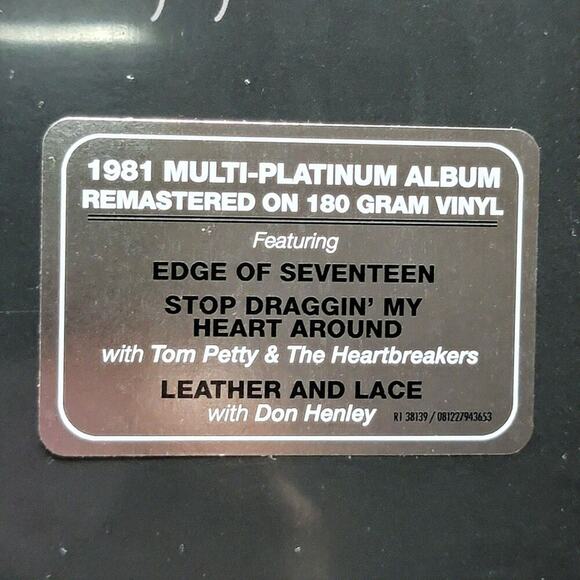 1981 MULTI-PLATINUM ALBUM
REMASTERED ON 180 GRAM VINYL
Featuring
EDGE OF SEVENTEEN
STOP DRAGGIN' MY
HEART AROUND
with Tom Petty & The Heartbreakers
LEATHER AND LACE
with Don Henley
R1 38139 / 081227943653